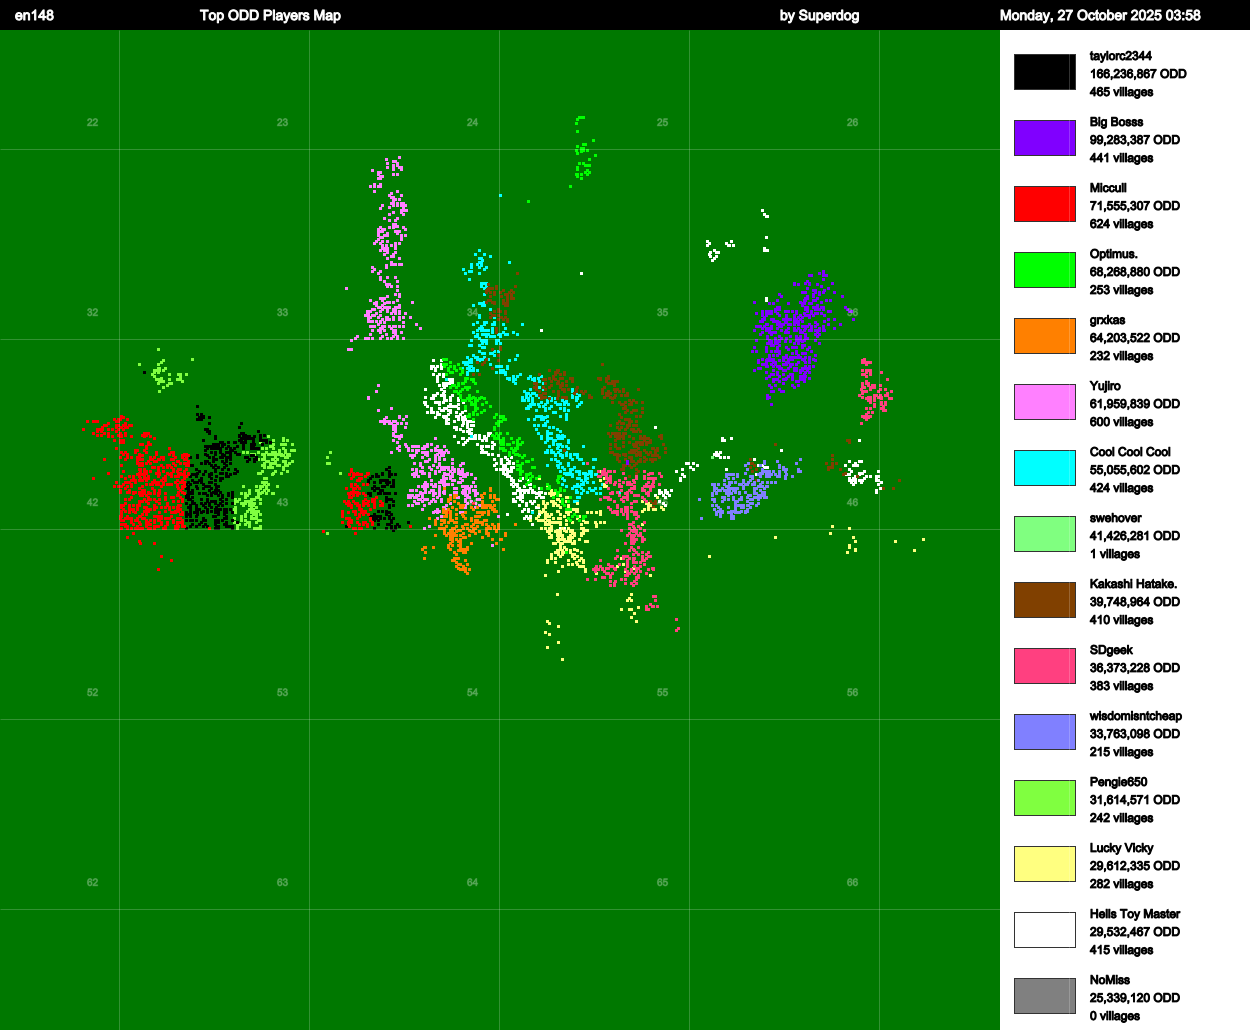 en148 Top ODD Players Map by Superdog Monday, 27 October 2025 03:58
taylorc2344
166,236,867 ODD
465 villages
Big Bosss
99,283,387 ODD
441 villages
Miccull
71,555,307 ODD
624 villages
Optimus.
68,268,880 ODD
253 villages
grxkas
64,203,522 ODD
232 villages
Yujiro
61,959,839 ODD
600 villages
Cool Cool Cool
55,055,602 ODD
424 villages
swehover
41,426,281 ODD
1 villages
Kakashi Hatake.
39,748,964 ODD
410 villages
SDgeek
36,373,228 ODD
383 villages
wisdomisntcheap
33,763,098 ODD
215 villages
Pengle650
31,614,571 ODD
242 villages
Lucky Vicky
29,612,335 ODD
282 villages
Hells Toy Master
29,532,467 ODD
415 villages
NoMiss
25,339,120 ODD
0 villages
22 23 24 25 26
32 33 34 35 36
42 43 46
52 53 54 55 56
62 63 64 65 66